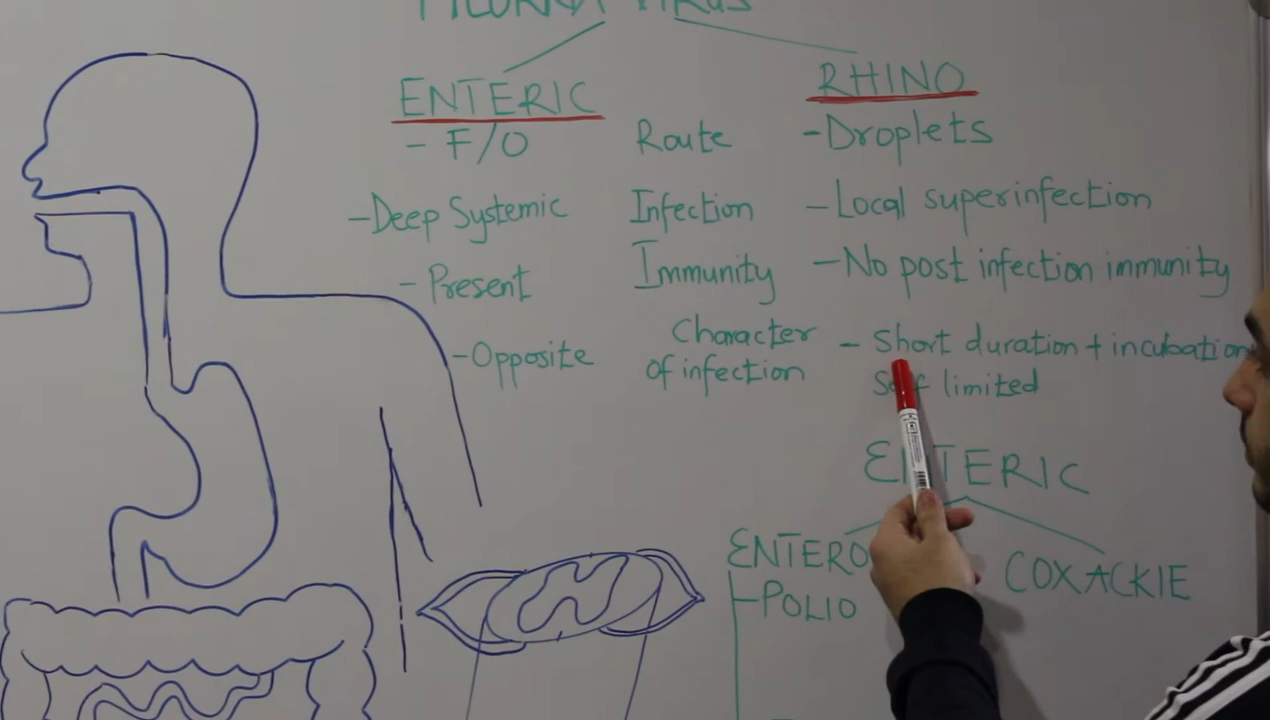 ENTERIC
RHINO
- F/O Route -Droplets
-Deep Systemic Infection -Local superinfection
- Present Immunity -No post infection immunity
-Opposite Character of infection - Short duration + incubation
limited
ENTERO
COXACKIE
-POLIO